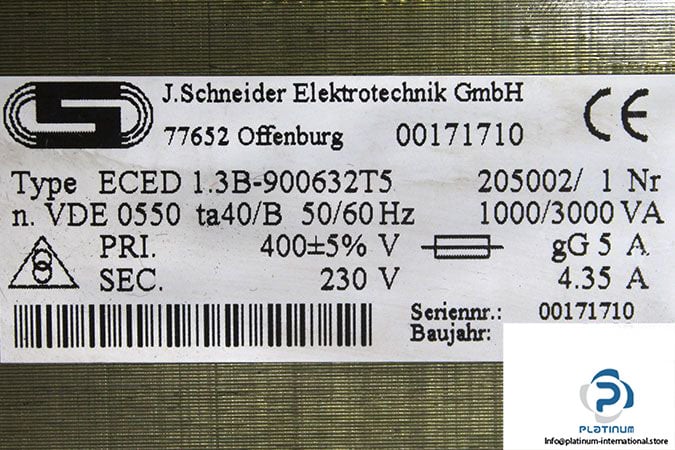 J.Schneider Elektrotechnik GmbH
77652 Offenburg 00171710
CE
Type ECED 1.3B-900632T5 205002/ 1 Nr
n. VDE 0550 ta40/B 50/60 Hz 1000/3000 VA
PRI. 400±5% V gG 5 A
SEC. 230 V 4.35 A
Seriennr.: 00171710
Baujahr:
PLATINUM
Info@platinum-international.store